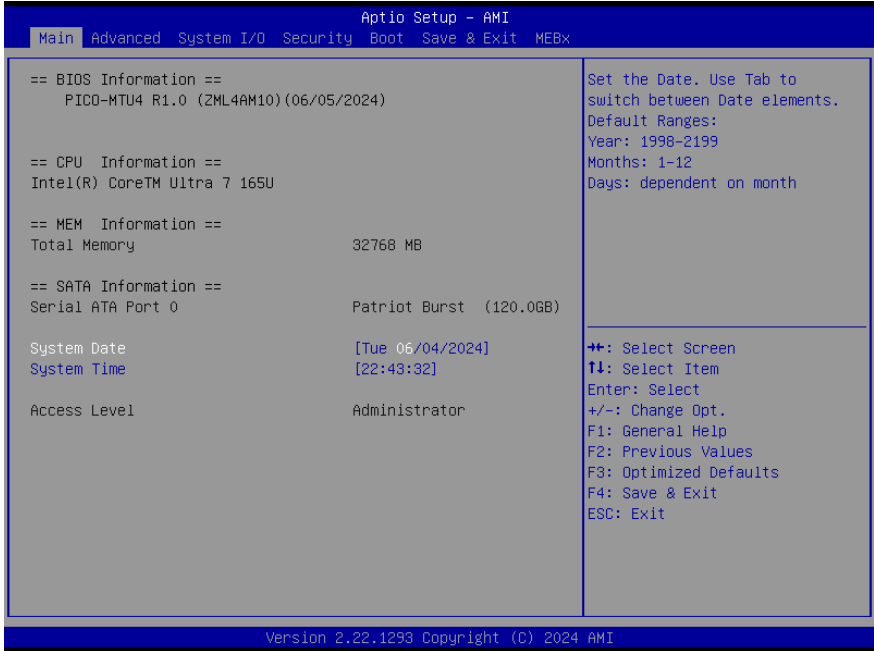 Aptio Setup - AMI
Main Advanced System I/O Security Boot Save & Exit MEBx
== BIOS Information ==
PICO-MTU4 R1.0 (ZML4AM10)(06/05/2024)
== CPU Information ==
Intel(R) CoreTM Ultra 7 165U
== MEM Information ==
Total Memory 32768 MB
== SATA Information ==
Serial ATA Port 0 Patriot Burst (120.0GB)
System Date [Tue 06/04/2024]
System Time [22:43:32]
Access Level Administrator
Set the Date. Use Tab to
switch between Date elements.
Default Ranges:
Year: 1998-2199
Months: 1-12
Days: dependent on month
→←: Select Screen
↑↓: Select Item
Enter: Select
+/-: Change Opt.
F1: General Help
F2: Previous Values
F3: Optimized Defaults
F4: Save & Exit
ESC: Exit
Version 2.22.1293 Copyright (C) 2024 AMI